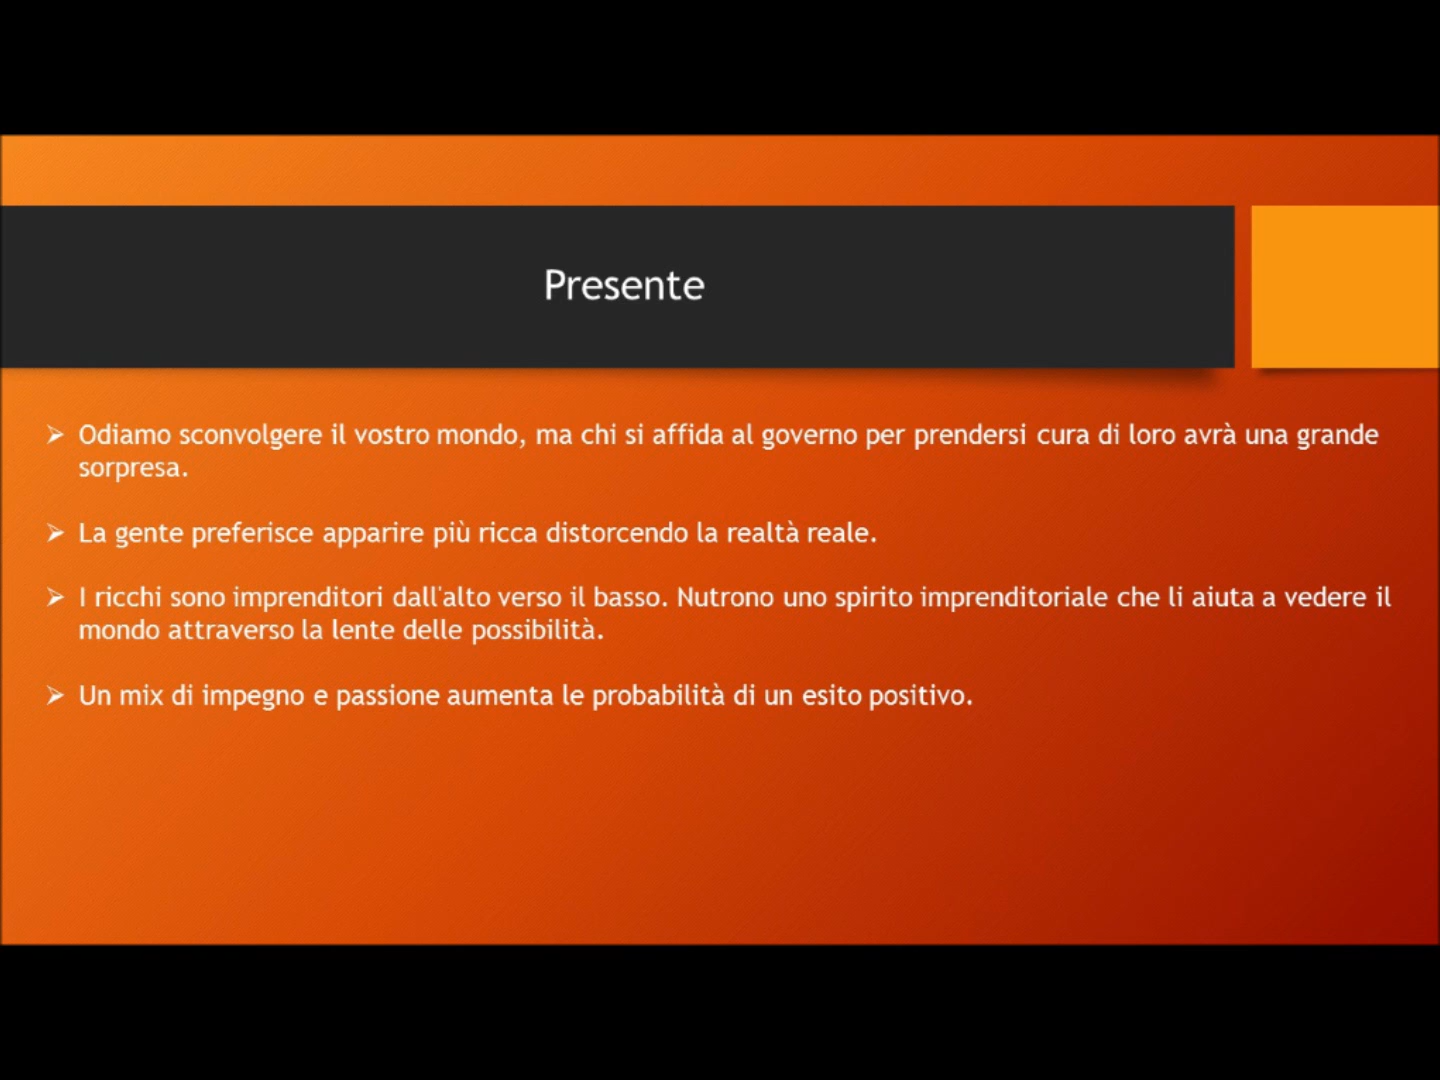 Presente
Odiamo sconvolgere il vostro mondo, ma chi si affida al governo per prendersi cura di loro avrà una grande
sorpresa.
La gente preferisce apparire più ricca distorcendo la realtà reale.
I ricchi sono imprenditori dall'alto verso il basso. Nutrono uno spirito imprenditoriale che li aiuta a vedere il
mondo attraverso la lente delle possibilità.
Un mix di impegno e passione aumenta le probabilità di un esito positivo.